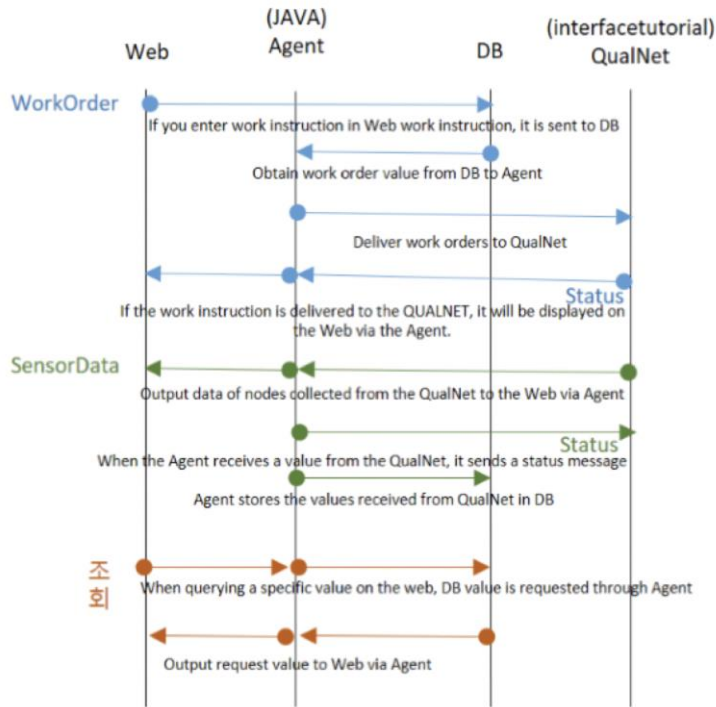 (JAVA)
(interfacetutorial)
Web
Agent
DB
QualNet
WorkOrder
If you enter work instruction in Web work instruction, it is sent to DB
Obtain work order value from DB to Agent
Deliver work orders to QualNet
Status
If the work instruction is delivered to the QUALNET, it will be displayed on
the Web via the Agent.
SensorData
Output data of nodes collected from the QualNet to the Web via Agent
Status
When the Agent receives a value from the QualNet, it sends a status message
Agent stores the values received from QualNet in DB
조
회
When querying a specific value on the web, DB value is requested through Agent
Output request value to Web via Agent